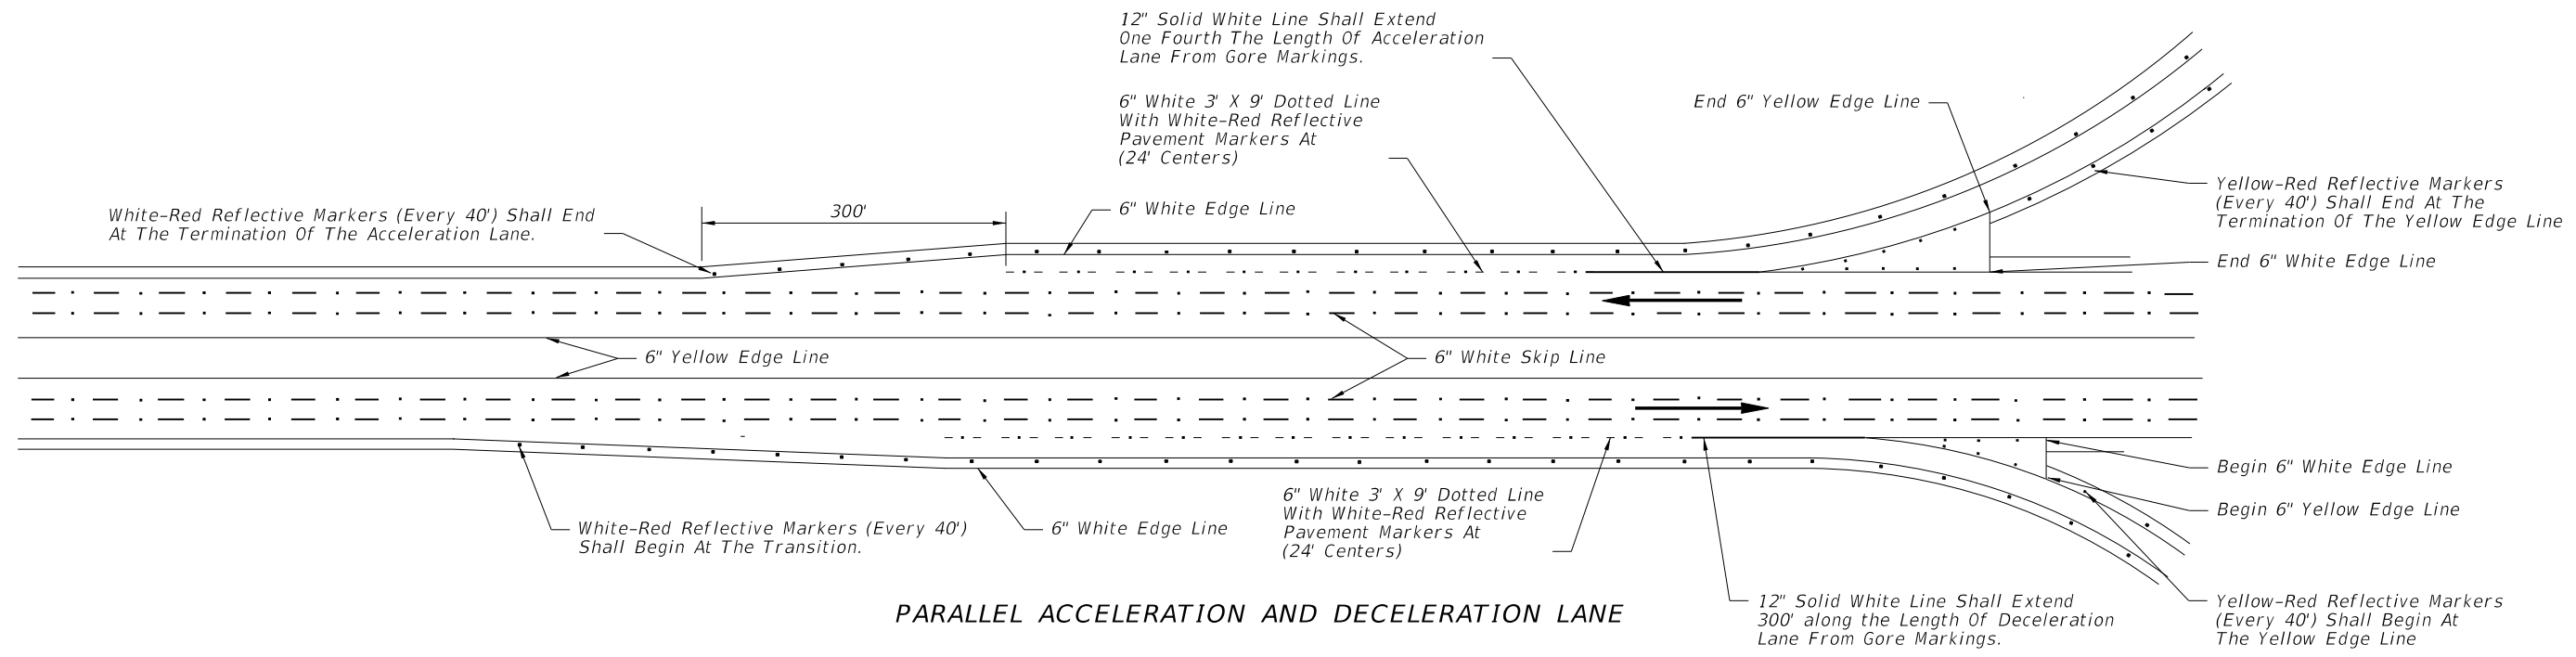 12" Solid White Line Shall Extend
One Fourth The Length Of Acceleration
Lane From Gore Markings.
6" White 3' X 9' Dotted Line
With White-Red Reflective
Pavement Markers At
(24' Centers)
End 6" Yellow Edge Line
Yellow-Red Reflective Markers
(Every 40') Shall End At The
Termination Of The Yellow Edge Line
White-Red Reflective Markers (Every 40') Shall End
At The Termination Of The Acceleration Lane.
300'
6" White Edge Line
End 6" White Edge Line
6" Yellow Edge Line
6" White Skip Line
Begin 6" White Edge Line
Begin 6" Yellow Edge Line
White-Red Reflective Markers (Every 40')
Shall Begin At The Transition.
6" White Edge Line
6" White 3' X 9' Dotted Line
With White-Red Reflective
Pavement Markers At
(24' Centers)
12" Solid White Line Shall Extend
300' along the Length Of Deceleration
Lane From Gore Markings.
Yellow-Red Reflective Markers
(Every 40') Shall Begin At
The Yellow Edge Line
PARALLEL ACCELERATION AND DECELERATION LANE